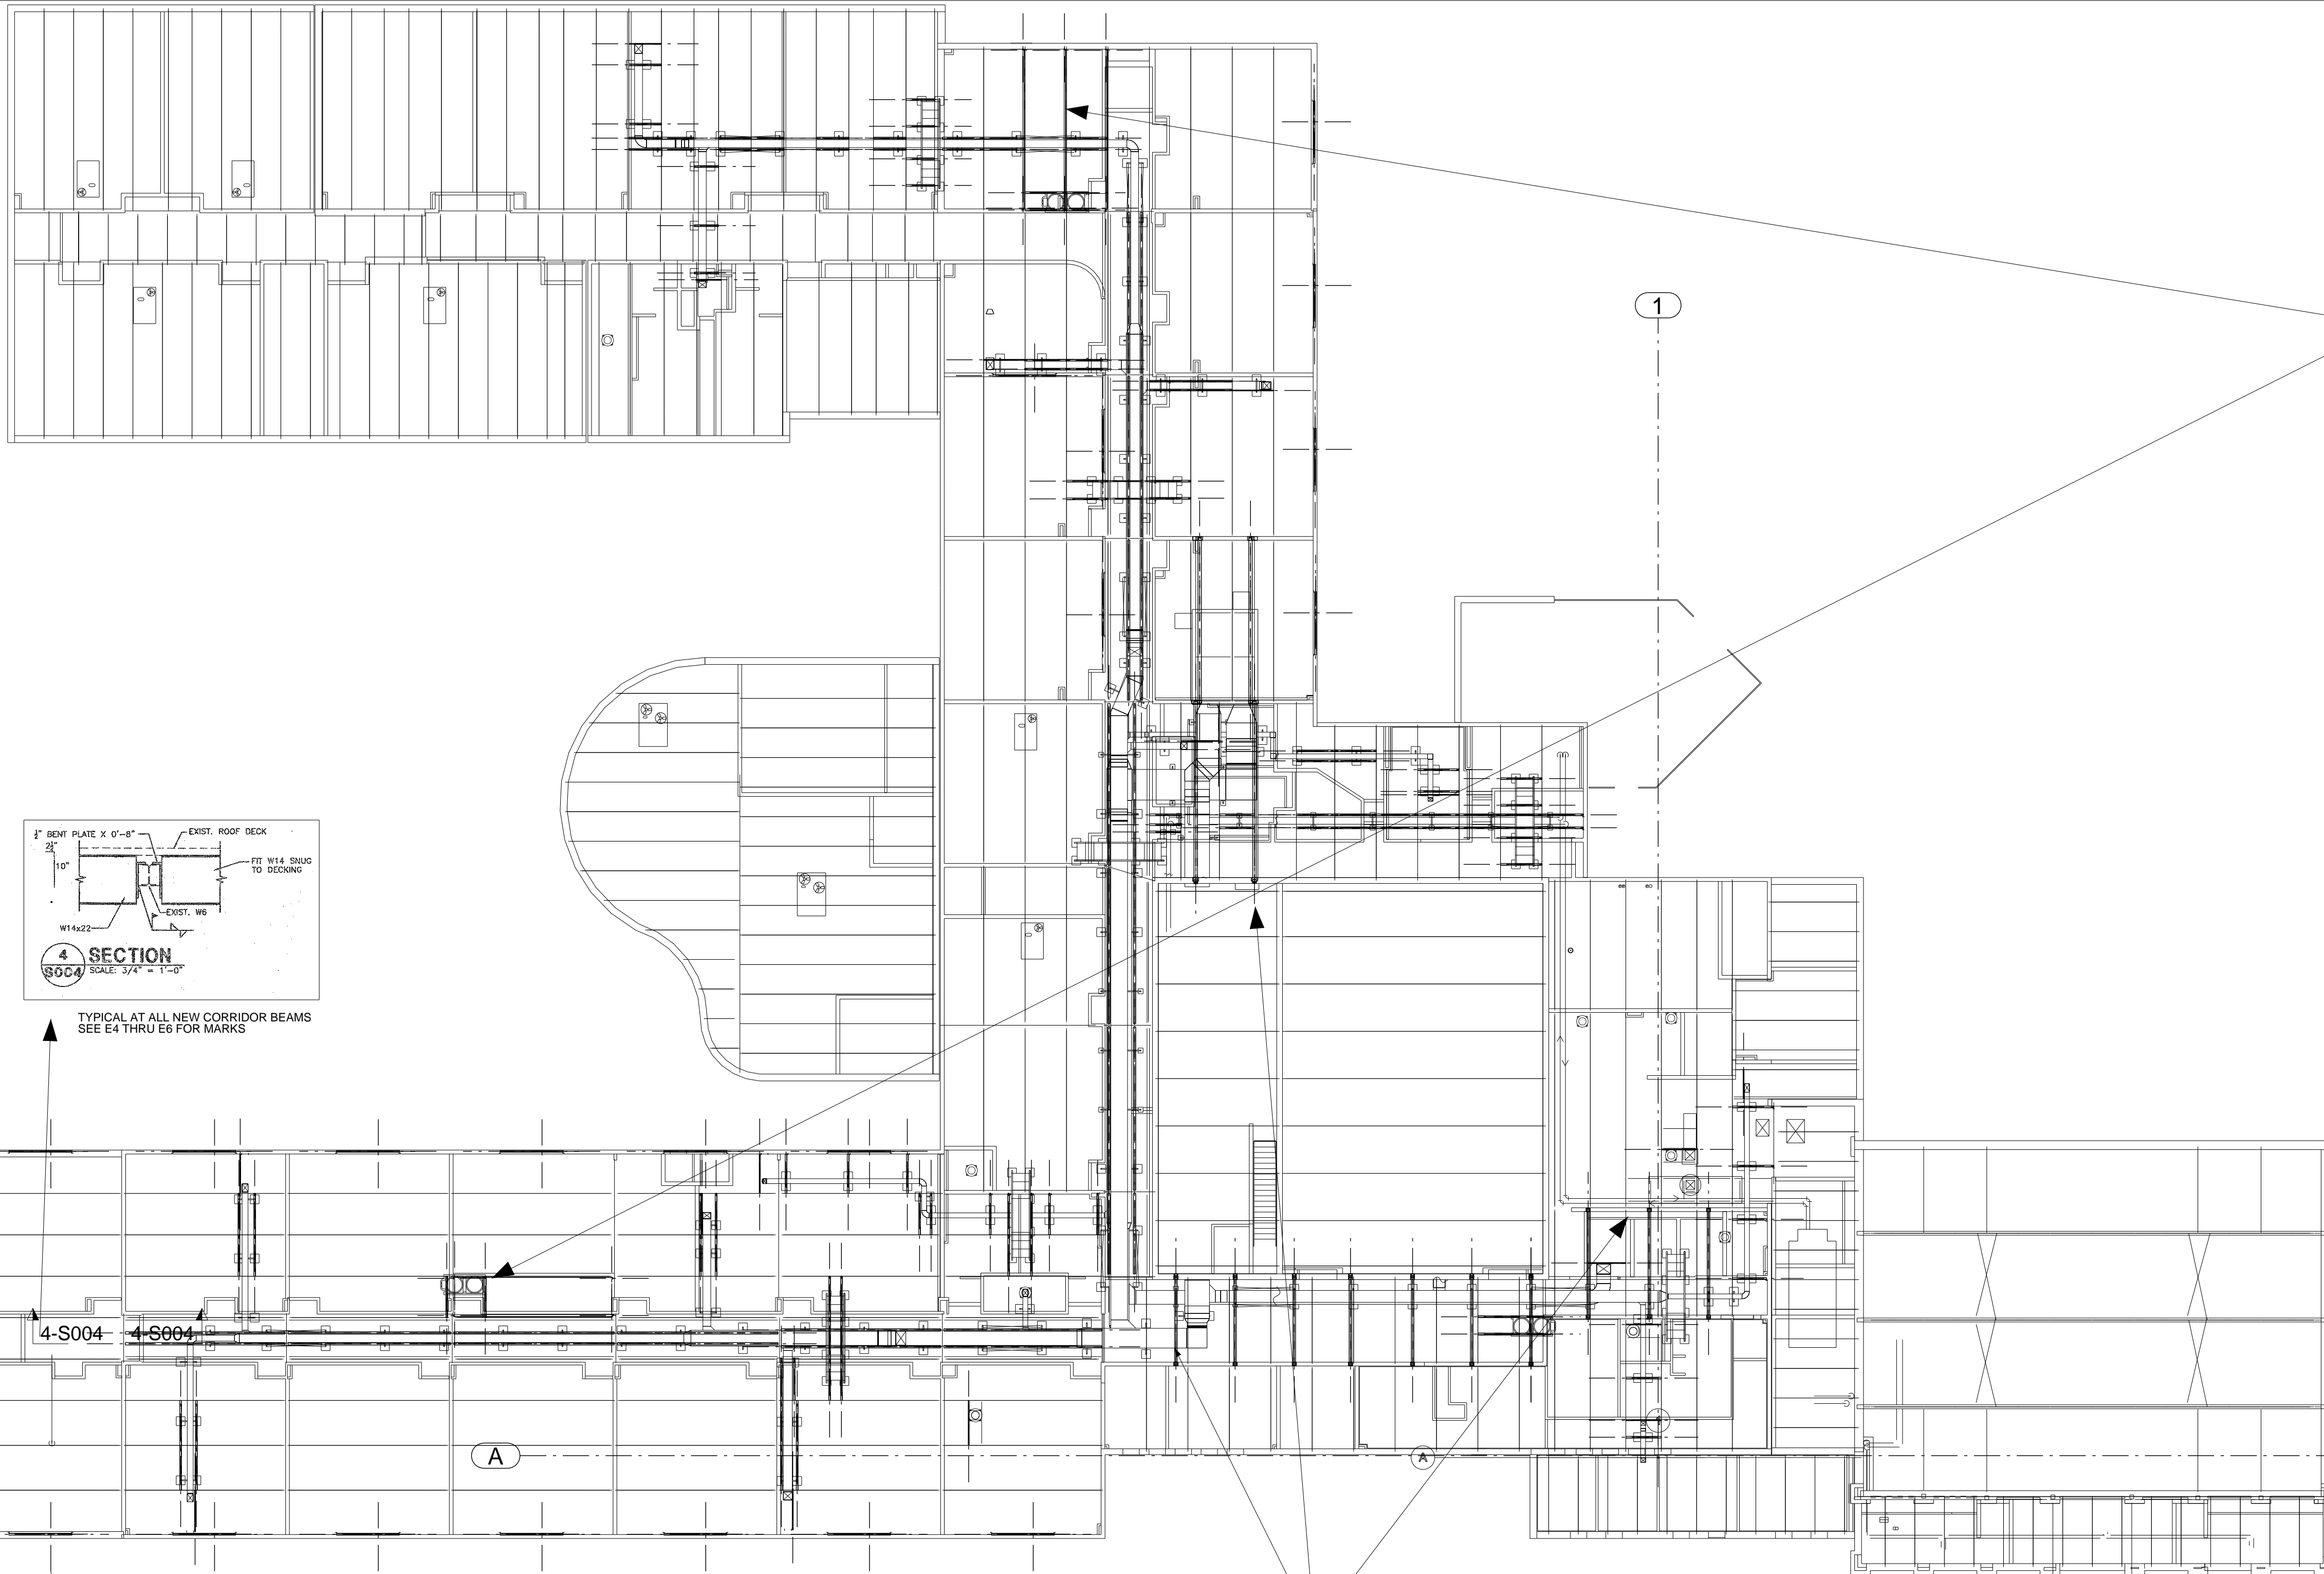 1
½" BENT PLATE X 0'-8"
EXIST. ROOF DECK
2½"
10"
FIT W14 SNUG
TO DECKING
EXIST. W6
W14x22
4
S004
SECTION
SCALE: 3/4" = 1'-0"
TYPICAL AT ALL NEW CORRIDOR BEAMS
SEE E4 THRU E6 FOR MARKS
4-S004
4-S004
A
A